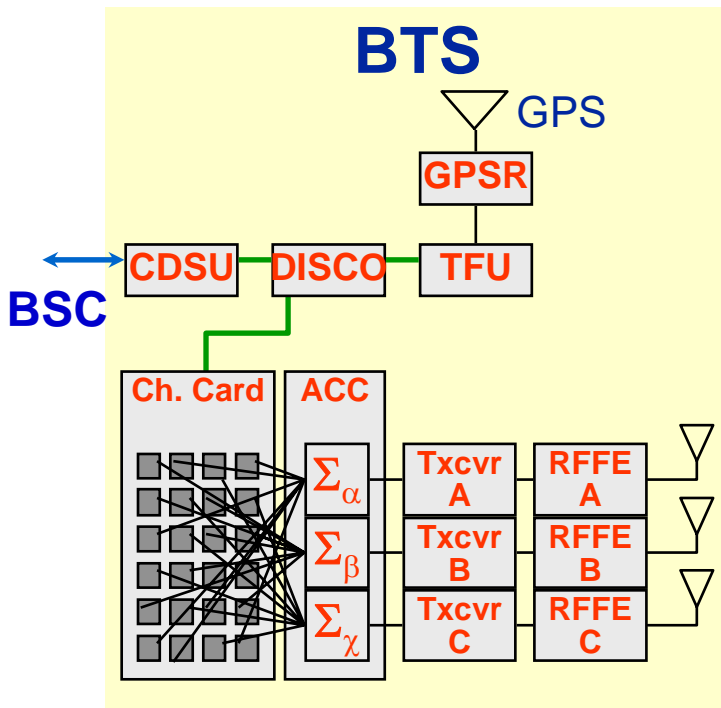 BTS
GPS
GPSR
CDSU
DISCO
TFU
BSC
Ch. Card
ACC
Σα
Txcvr
A
RFFE
A
Σβ
Txcvr
B
RFFE
B
Σχ
Txcvr
C
RFFE
C